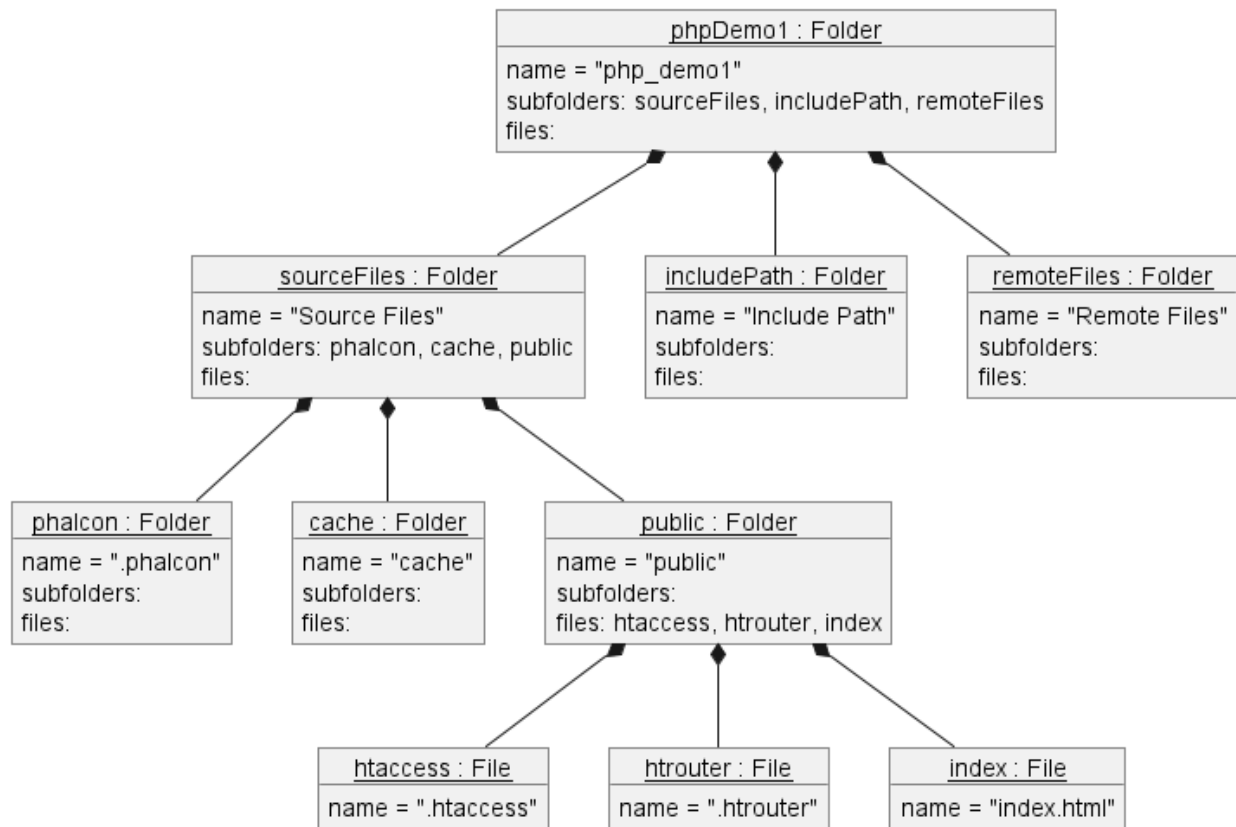 phpDemo1 : Folder
name = "php_demo1"
subfolders: sourceFiles, includePath, remoteFiles
files:
sourceFiles : Folder
name = "Source Files"
subfolders: phalcon, cache, public
files:
includePath : Folder
name = "Include Path"
subfolders:
files:
remoteFiles : Folder
name = "Remote Files"
subfolders:
files:
phalcon : Folder
name = ".phalcon"
subfolders:
files:
cache : Folder
name = "cache"
subfolders:
files:
public : Folder
name = "public"
subfolders:
files: htaccess, htrouter, index
htaccess : File
name = ".htaccess"
htrouter : File
name = ".htrouter"
index : File
name = "index.html"